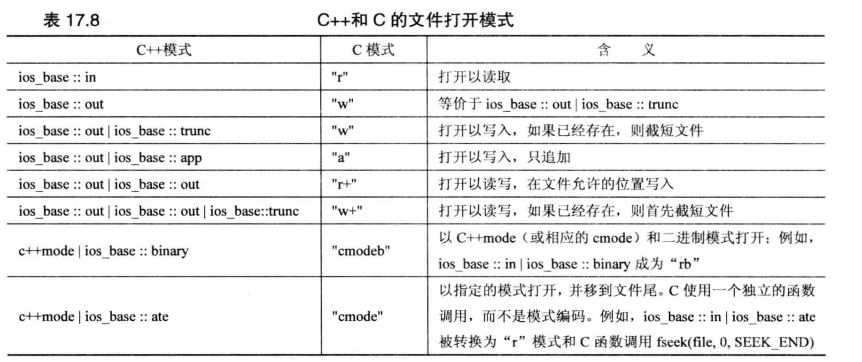 表 17.8 C++和 C 的文件打开模式
C++模式 C 模式 含 义
ios_base :: in "r" 打开以读取
ios_base :: out "w" 等价于 ios_base :: out | ios_base :: trunc
ios_base :: out | ios_base :: trunc "w" 打开以写入，如果已经存在，则截短文件
ios_base :: out | ios_base :: app "a" 打开以写入，只追加
ios_base :: out | ios_base :: out "r+" 打开以读写，在文件允许的位置写入
ios_base :: out | ios_base :: out | ios_base::trunc "w+" 打开以读写，如果已经存在，则首先截短文件
c++mode | ios_base :: binary "cmodeb" 以 C++mode（或相应的 cmode）和二进制模式打开；例如，
ios_base :: in | ios_base :: binary 成为“rb”
c++mode | ios_base :: ate "cmode" 以指定的模式打开，并移到文件尾。C 使用一个独立的函数
调用，而不是模式编码。例如，ios_base :: in | ios_base :: ate
被转换为“r”模式和 C 函数调用 fseek(file, 0, SEEK_END)